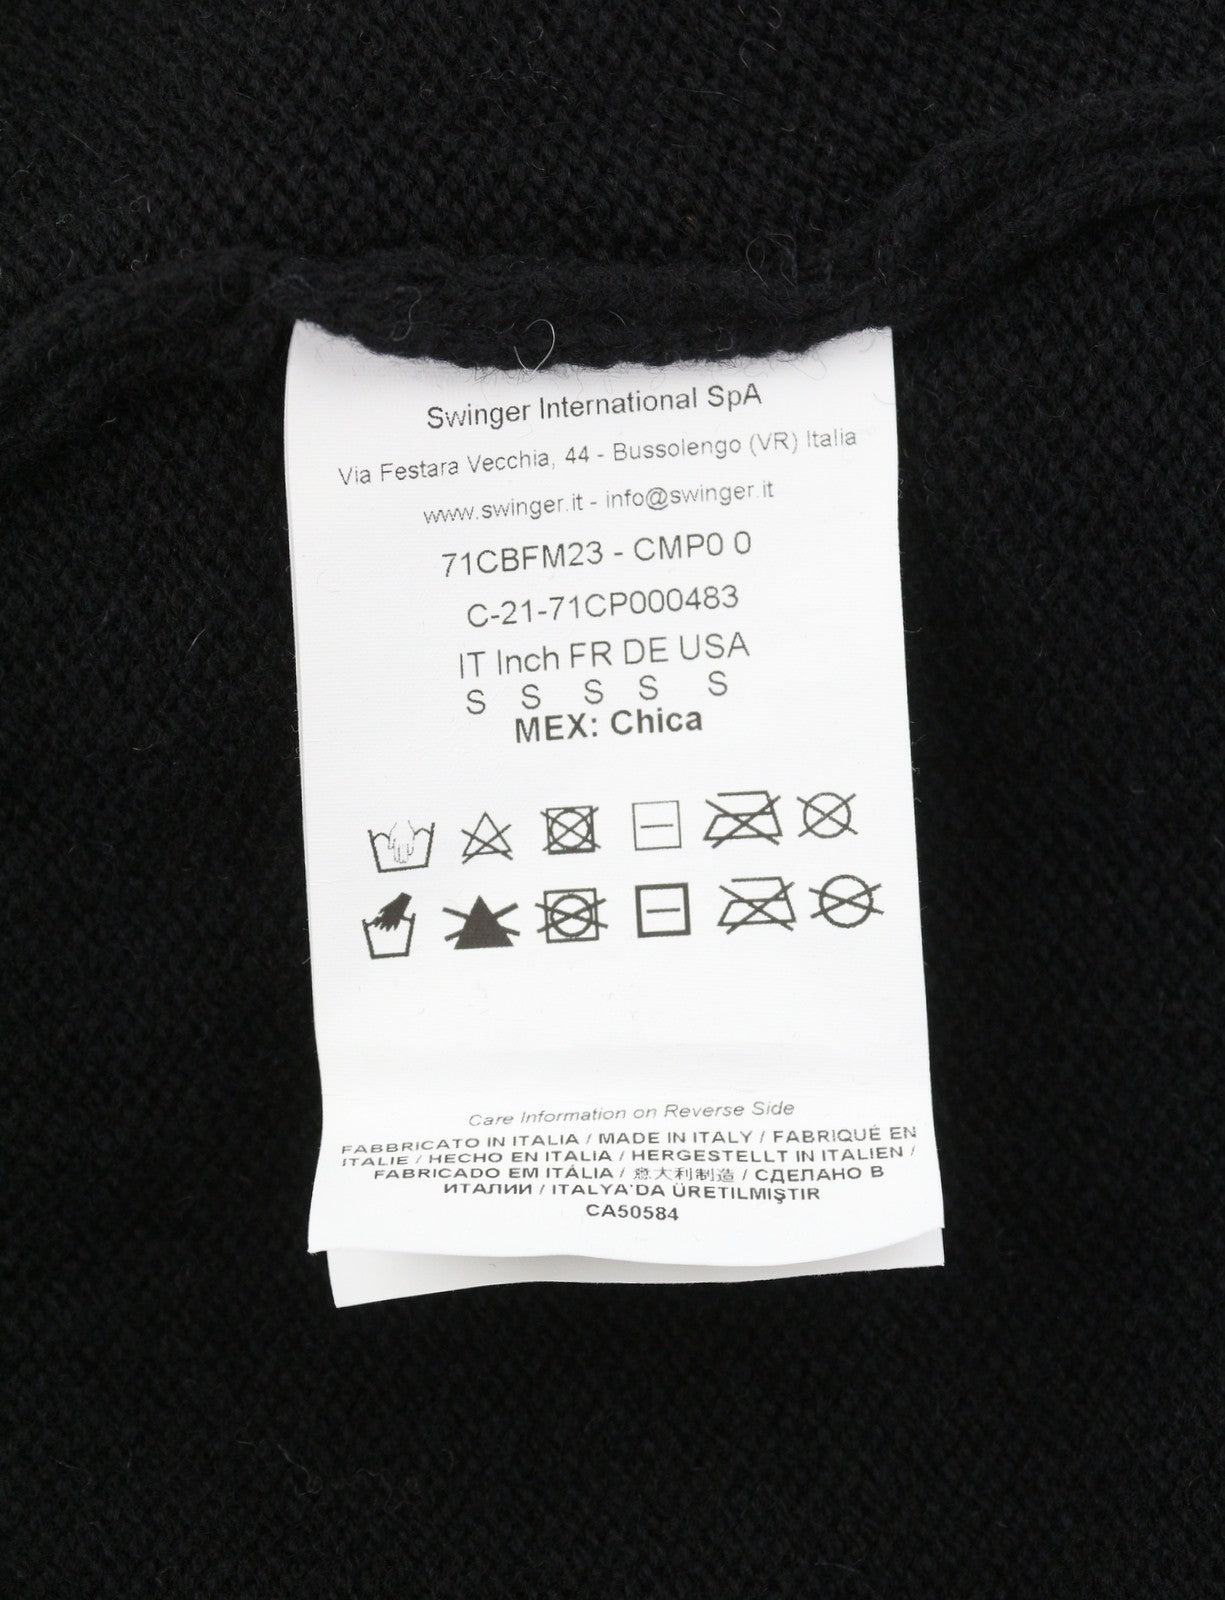 Swinger International SpA
Via Festara Vecchia, 44 - Bussolengo (VR) Italia
www.swinger.it - info@swinger.it
71CBFM23 - CMP0 0
C-21-71CP000483
IT Inch FR DE USA
S S S S S
MEX: Chica
Care Information on Reverse Side
FABBRICATO IN ITALIA / MADE IN ITALY / FABRIQUÉ EN
ITALIE / HECHO EN ITALIA / HERGESTELLT IN ITALIEN /
FABRICADO EM ITÁLIA / 意大利制造 / СДЕЛАНО В
ИТАЛИИ / ITALYA'DA ÜRETILMIŞTIR
CA50584